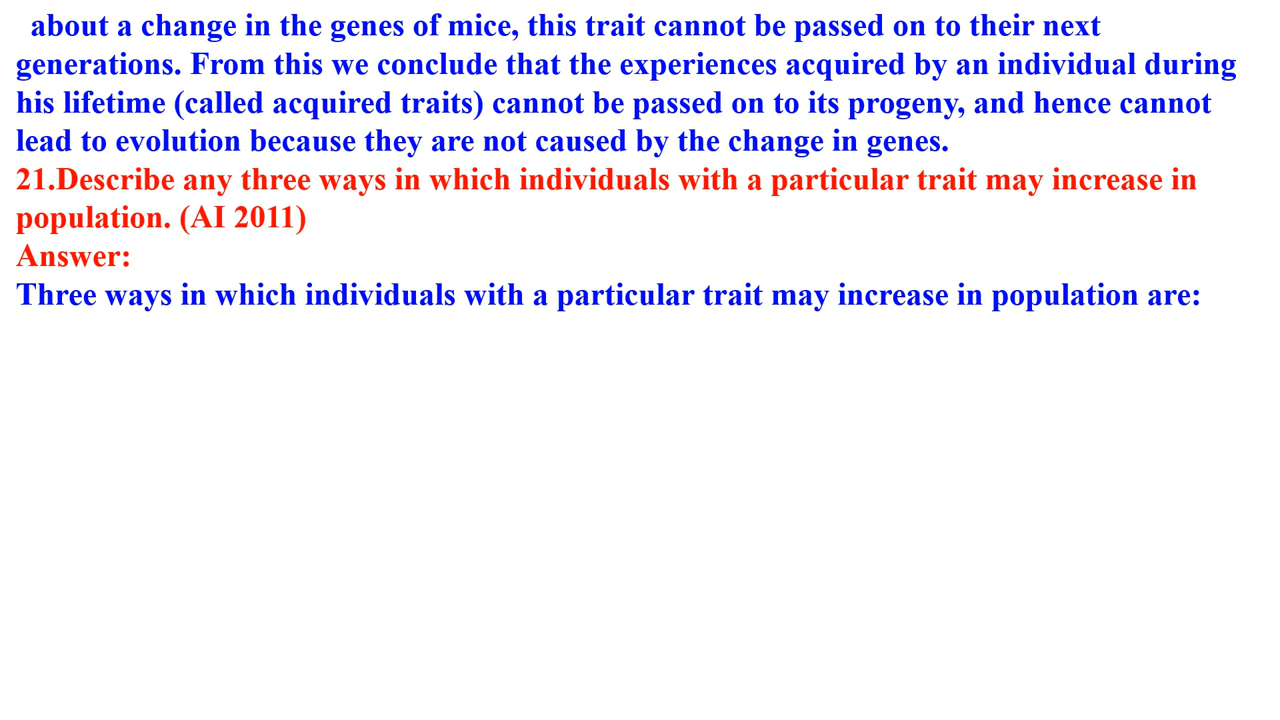 about a change in the genes of mice, this trait cannot be passed on to their next
generations. From this we conclude that the experiences acquired by an individual during
his lifetime (called acquired traits) cannot be passed on to its progeny, and hence cannot
lead to evolution because they are not caused by the change in genes.
21.Describe any three ways in which individuals with a particular trait may increase in
population. (AI 2011)
Answer:
Three ways in which individuals with a particular trait may increase in population are: